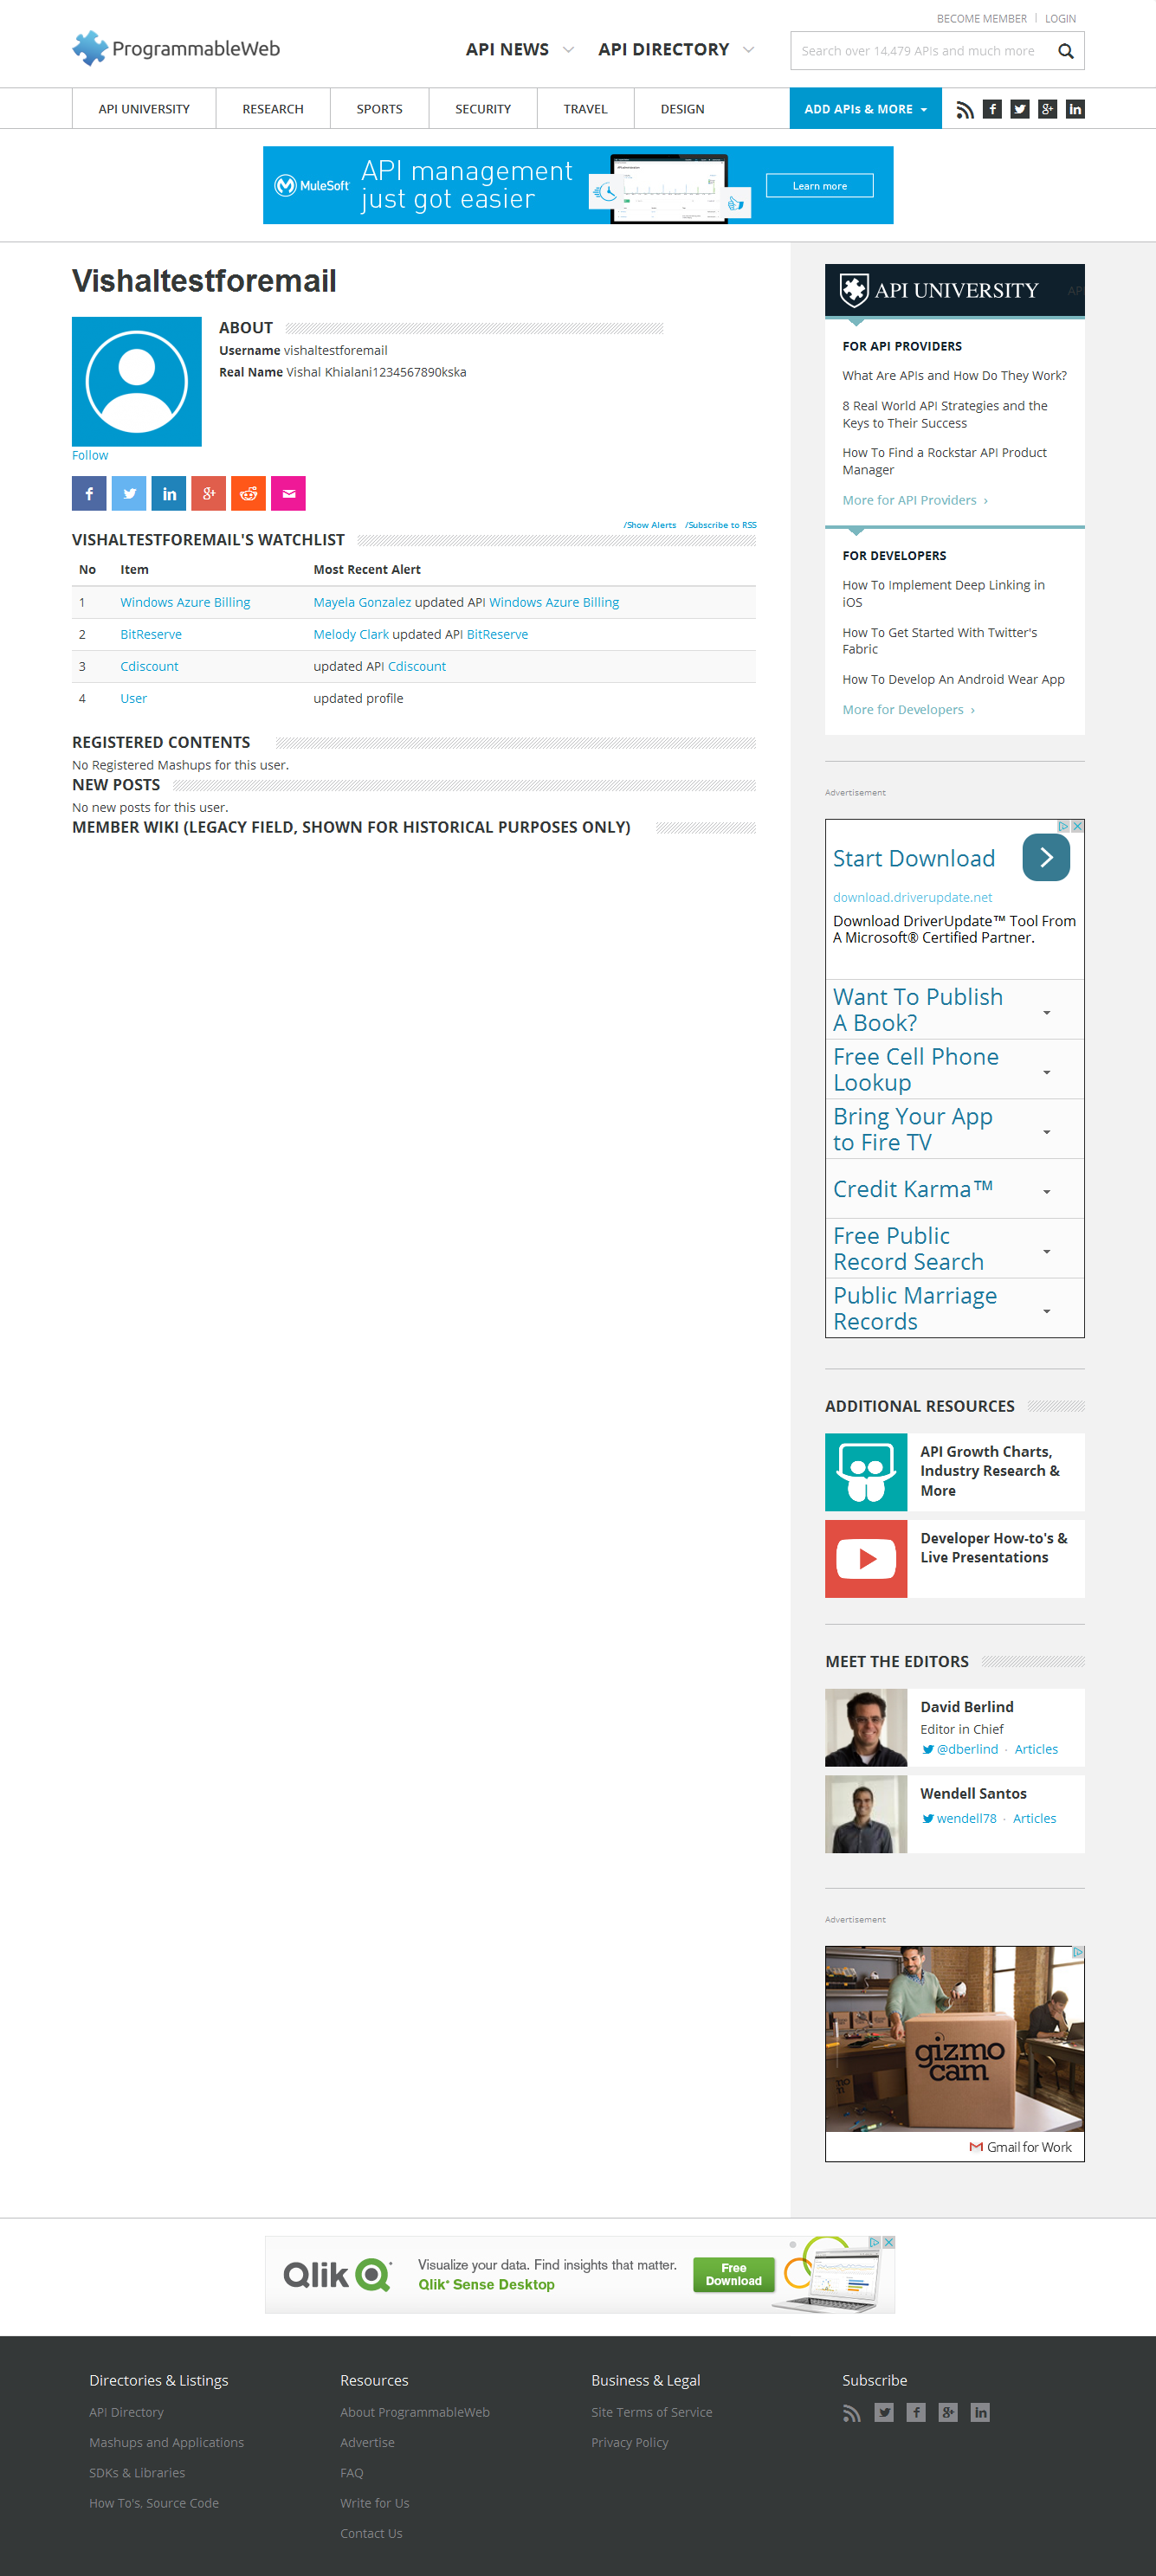 BECOME MEMBER | LOGIN
ProgrammableWeb
API NEWS API DIRECTORY
Search over 14,479 APIs and much more
API UNIVERSITY RESEARCH SPORTS SECURITY TRAVEL DESIGN ADD APIs & MORE
MuleSoft
API management
just got easier
Learn more
Vishaltestforemail
ABOUT
Username vishaltestforemail
Real Name Vishal Khialani1234567890kska
Follow
/Show Alerts /Subscribe to RSS
VISHALTESTFOREMAIL'S WATCHLIST
No Item Most Recent Alert
1 Windows Azure Billing Mayela Gonzalez updated API Windows Azure Billing
2 BitReserve Melody Clark updated API BitReserve
3 Cdiscount updated API Cdiscount
4 User updated profile
REGISTERED CONTENTS
No Registered Mashups for this user.
NEW POSTS
No new posts for this user.
MEMBER WIKI (LEGACY FIELD, SHOWN FOR HISTORICAL PURPOSES ONLY)
API UNIVERSITY
FOR API PROVIDERS
What Are APIs and How Do They Work?
8 Real World API Strategies and the
Keys to Their Success
How To Find a Rockstar API Product
Manager
More for API Providers ›
FOR DEVELOPERS
How To Implement Deep Linking in
iOS
How To Get Started With Twitter's
Fabric
How To Develop An Android Wear App
More for Developers ›
Advertisement
Start Download
download.driverupdate.net
Download DriverUpdate™ Tool From
A Microsoft® Certified Partner.
Want To Publish
A Book?
Free Cell Phone
Lookup
Bring Your App
to Fire TV
Credit Karma™
Free Public
Record Search
Public Marriage
Records
ADDITIONAL RESOURCES
API Growth Charts,
Industry Research &
More
Developer How-to's &
Live Presentations
MEET THE EDITORS
David Berlind
Editor in Chief
@dberlind · Articles
Wendell Santos
wendell78 · Articles
Advertisement
gizmo
cam
Gmail for Work
Qlik
Visualize your data. Find insights that matter.
Qlik® Sense Desktop
Free
Download
Directories & Listings
API Directory
Mashups and Applications
SDKs & Libraries
How To's, Source Code
Resources
About ProgrammableWeb
Advertise
FAQ
Write for Us
Contact Us
Business & Legal
Site Terms of Service
Privacy Policy
Subscribe